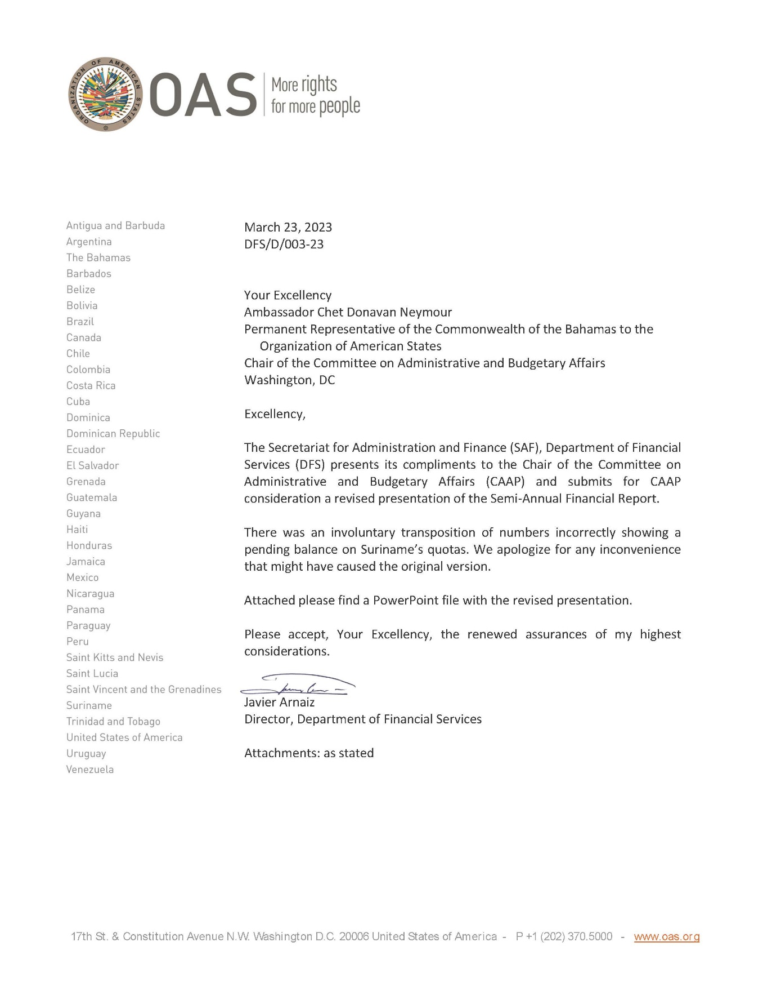 ORGANIZATION OF AMERICAN STATES
OAS
More rights
for more people
Antigua and Barbuda
Argentina
The Bahamas
Barbados
Belize
Bolivia
Brazil
Canada
Chile
Colombia
Costa Rica
Cuba
Dominica
Dominican Republic
Ecuador
El Salvador
Grenada
Guatemala
Guyana
Haiti
Honduras
Jamaica
Mexico
Nicaragua
Panama
Paraguay
Peru
Saint Kitts and Nevis
Saint Lucia
Saint Vincent and the Grenadines
Suriname
Trinidad and Tobago
United States of America
Uruguay
Venezuela
March 23, 2023
DFS/D/003-23
Your Excellency
Ambassador Chet Donavan Neymour
Permanent Representative of the Commonwealth of the Bahamas to the
Organization of American States
Chair of the Committee on Administrative and Budgetary Affairs
Washington, DC
Excellency,
The Secretariat for Administration and Finance (SAF), Department of Financial
Services (DFS) presents its compliments to the Chair of the Committee on
Administrative and Budgetary Affairs (CAAP) and submits for CAAP
consideration a revised presentation of the Semi-Annual Financial Report.
There was an involuntary transposition of numbers incorrectly showing a
pending balance on Suriname’s quotas. We apologize for any inconvenience
that might have caused the original version.
Attached please find a PowerPoint file with the revised presentation.
Please accept, Your Excellency, the renewed assurances of my highest
considerations.
Javier Arnaiz
Director, Department of Financial Services
Attachments: as stated
17th St. & Constitution Avenue N.W. Washington D.C. 20006 United States of America - P +1 (202) 370.5000 - www.oas.org